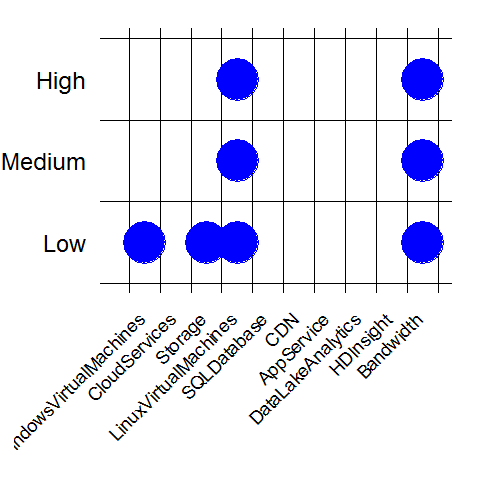 High
Medium
Low
ndowsVirtualMachines
CloudServices
Storage
LinuxVirtualMachines
SQLDatabase
CDN
AppService
DataLakeAnalytics
HDInsight
Bandwidth